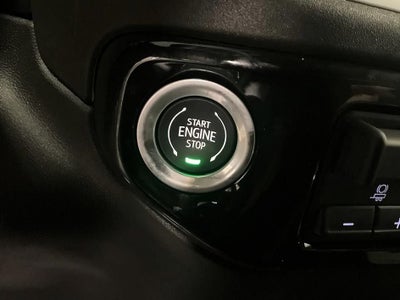 START
ENGINE
STOP
− +